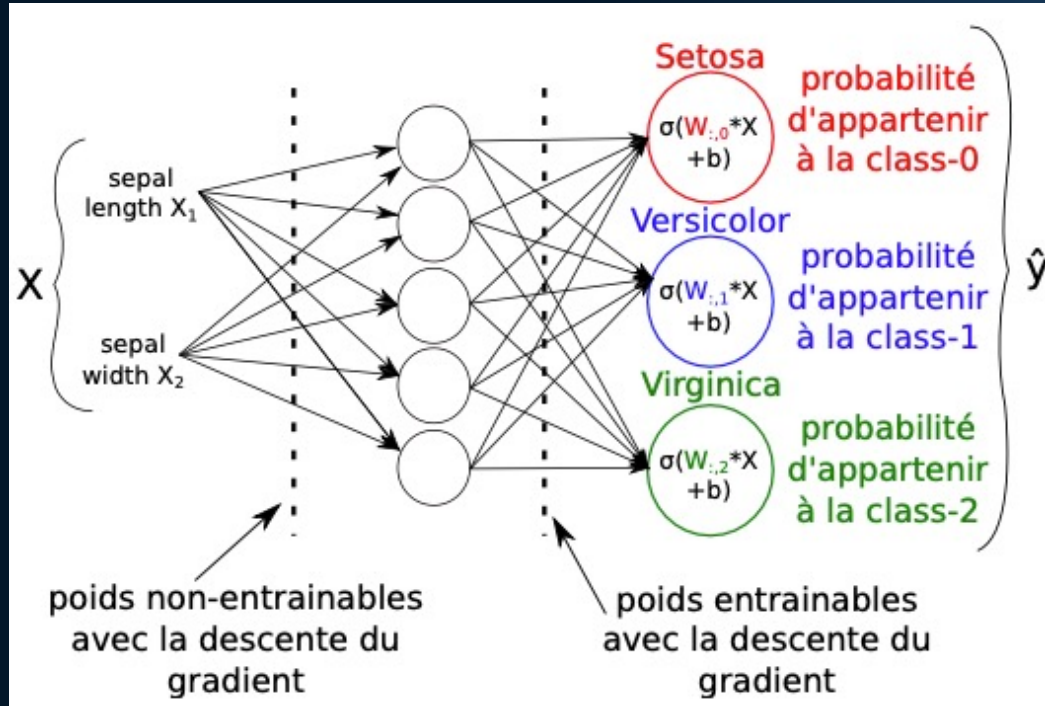 X
sepal
length X₁
sepal
width X₂
Setosa
σ(W:,0*X
+b)
probabilité
d'appartenir
à la class-0
Versicolor
σ(W:,1*X
+b)
probabilité
d'appartenir
à la class-1
Virginica
σ(W:,2*X
+b)
probabilité
d'appartenir
à la class-2
ŷ
poids non-entrainables
avec la descente du
gradient
poids entrainables
avec la descente du
gradient